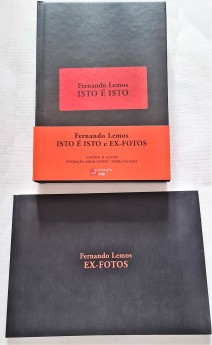 Fernando Lemos
ISTO É ISTO
Fernando Lemos
ISTO É ISTO e EX-FOTOS
Fernando Lemos
EX-FOTOS